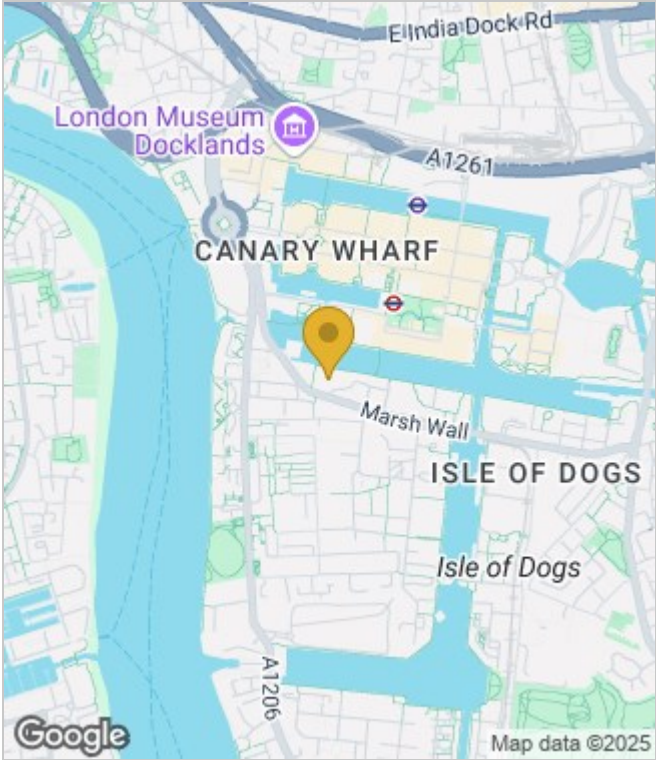 E India Dock Rd
London Museum
Docklands
A1261
CANARY WHARF
Marsh Wall
ISLE OF DOGS
Isle of Dogs
A1206
Google
Map data ©2025